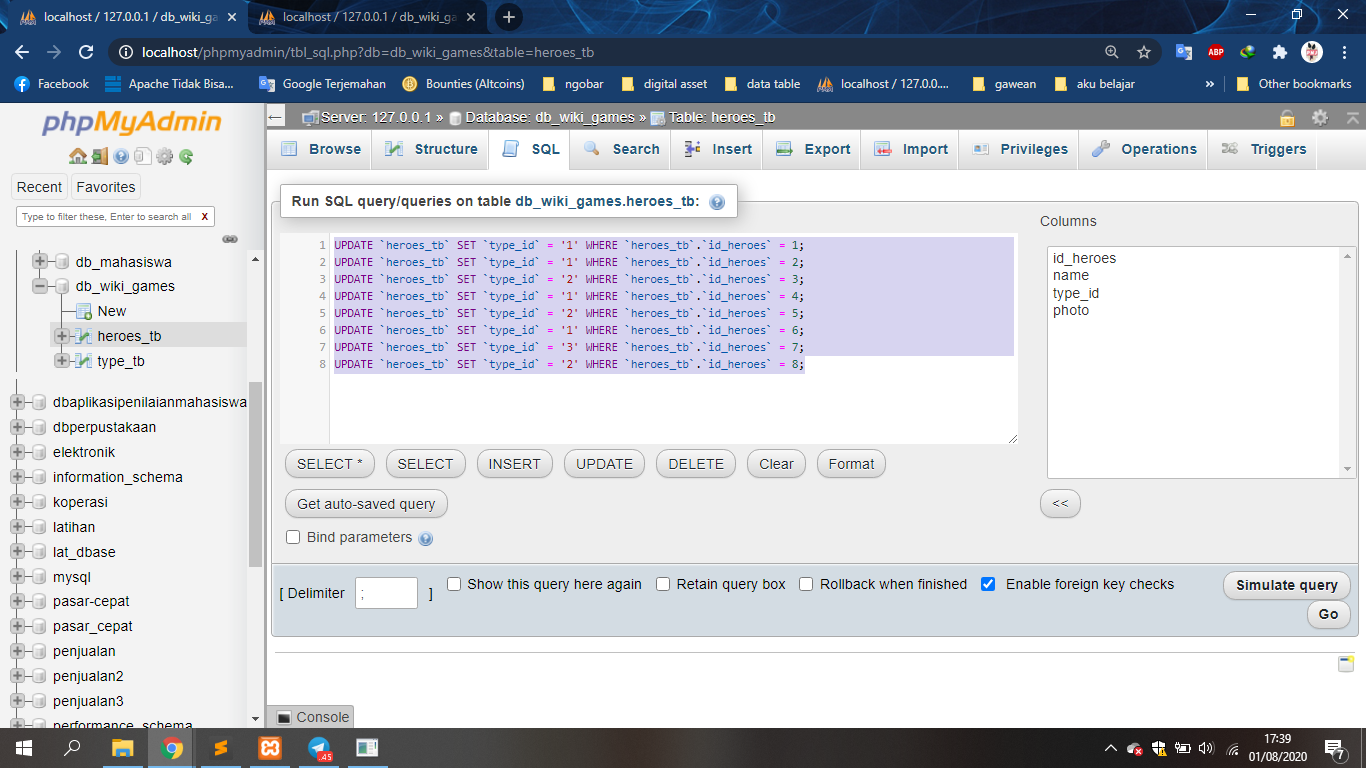 localhost / 127.0.0.1 / db_wiki_ga
localhost / 127.0.0.1 / db_wiki_ga
localhost/phpmyadmin/tbl_sql.php?db=db_wiki_games&table=heroes_tb
ABP
Facebook
Apache Tidak Bisa...
Google Terjemahan
Bounties (Altcoins)
ngobar
digital asset
data table
localhost / 127.0.0....
gawean
aku belajar
»
Other bookmarks
phpMyAdmin
Server: 127.0.0.1 » Database: db_wiki_games » Table: heroes_tb
Browse
Structure
SQL
Search
Insert
Export
Import
Privileges
Operations
Triggers
Recent
Favorites
Type to filter these, Enter to search all
X
db_mahasiswa
db_wiki_games
New
heroes_tb
type_tb
dbaplikasipenilaianmahasiswa
dbperpustakaan
elektronik
information_schema
koperasi
latihan
lat_dbase
mysql
pasar-cepat
pasar_cepat
penjualan
penjualan2
penjualan3
performance_schema
Run SQL query/queries on table db_wiki_games.heroes_tb:
1 UPDATE `heroes_tb` SET `type_id` = '1' WHERE `heroes_tb`.`id_heroes` = 1;
2 UPDATE `heroes_tb` SET `type_id` = '1' WHERE `heroes_tb`.`id_heroes` = 2;
3 UPDATE `heroes_tb` SET `type_id` = '2' WHERE `heroes_tb`.`id_heroes` = 3;
4 UPDATE `heroes_tb` SET `type_id` = '1' WHERE `heroes_tb`.`id_heroes` = 4;
5 UPDATE `heroes_tb` SET `type_id` = '2' WHERE `heroes_tb`.`id_heroes` = 5;
6 UPDATE `heroes_tb` SET `type_id` = '1' WHERE `heroes_tb`.`id_heroes` = 6;
7 UPDATE `heroes_tb` SET `type_id` = '3' WHERE `heroes_tb`.`id_heroes` = 7;
8 UPDATE `heroes_tb` SET `type_id` = '2' WHERE `heroes_tb`.`id_heroes` = 8;
Columns
id_heroes
name
type_id
photo
<<
SELECT *
SELECT
INSERT
UPDATE
DELETE
Clear
Format
Get auto-saved query
Bind parameters
[ Delimiter
;
]
Show this query here again
Retain query box
Rollback when finished
Enable foreign key checks
Simulate query
Go
Console
.45
17:39
01/08/2020
7